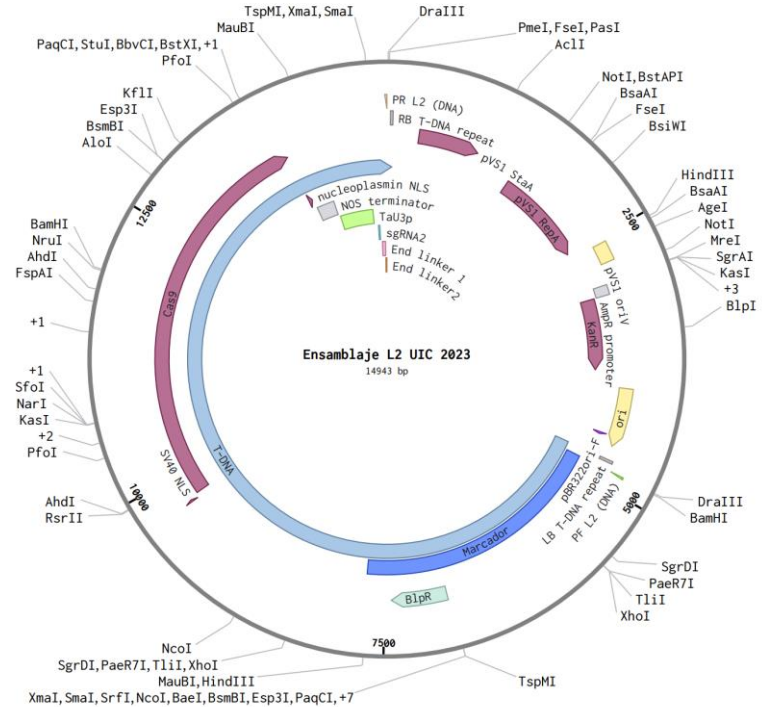 TspMI,XmaI,SmaI
DraIII
MauBI
PmeI,FseI,PasI
AclI
PaqCI,StuI,BbvCI,BstXI,+1
PfoI
KflI
Esp3I
BsmBI
AloI
NotI,BstAPI
BsaAI
FseI
BsiWI
HindIII
BsaAI
AgeI
NotI
MreI
SgrAI
KasI
+3
BlpI
12500
2500
BamHI
NruI
AhdI
FspAI
+1
+1
SfoI
NarI
KasI
+2
PfoI
AhdI
RsrII
PR L2 (DNA)
RB T-DNA repeat
pVS1 StaA
pVS1 RepA
nucleoplasmin NLS
NOS terminator
TaU3p
sgRNA2
End linker 1
End linker2
pVS1 oriV
AmpR promoter
KanR
ori
Cas9
Ensamblaje L2 UIC 2023
14943 bp
SV40 NLS
T-DNA
pBR322ori-F
LB T-DNA repeat
PF L2 (DNA)
Marcador
BlpR
10000
5000
7500
DraIII
BamHI
SgrDI
PaeR7I
TliI
XhoI
NcoI
SgrDI,PaeR7I,TliI,XhoI
MauBI,HindIII
XmaI,SmaI,SrfI,NcoI,BaeI,BsmBI,Esp3I,PaqCI,+7
TspMI